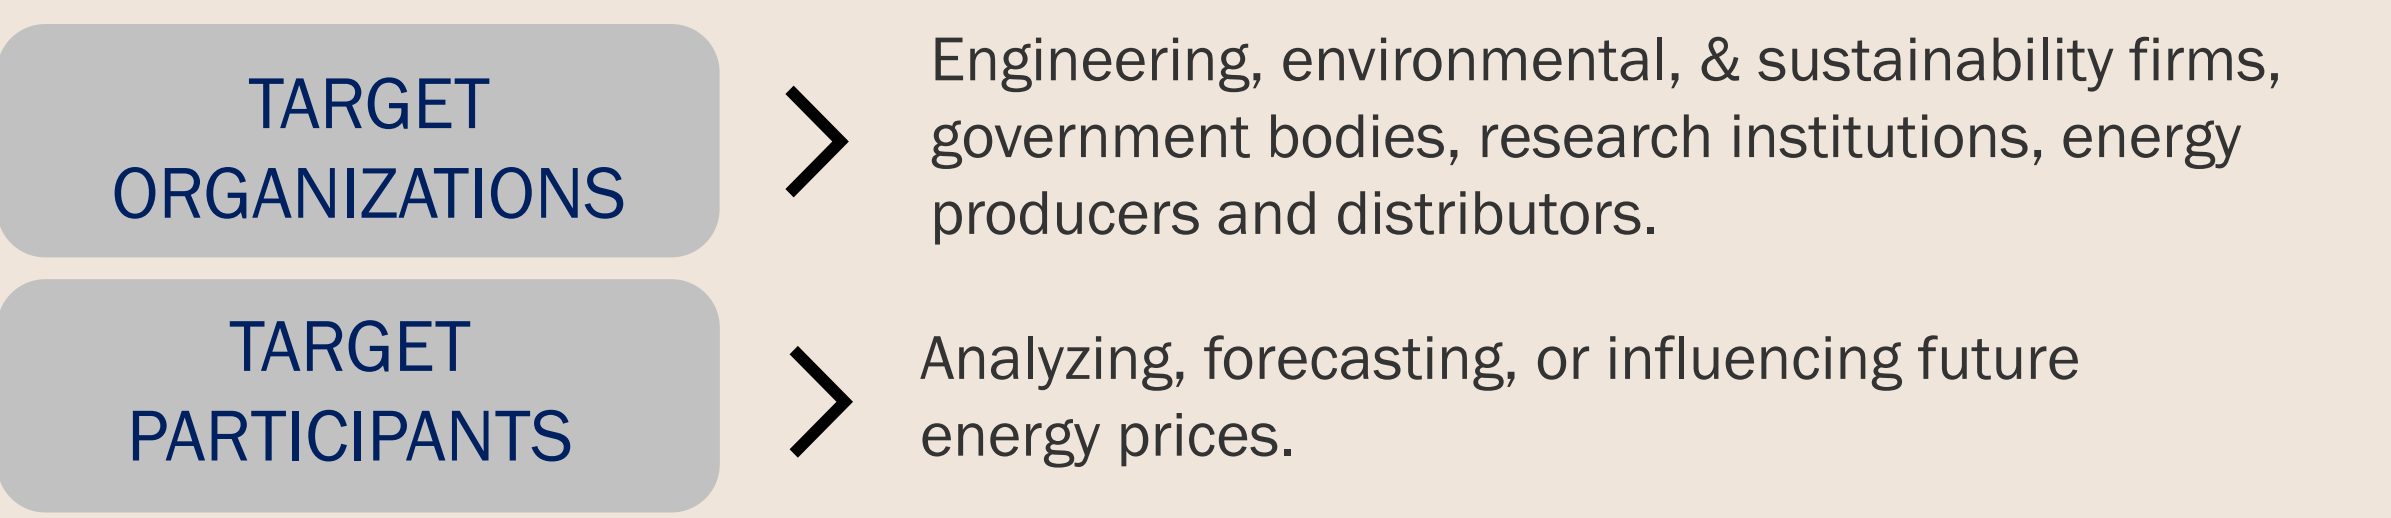 TARGET
ORGANIZATIONS
Engineering, environmental, & sustainability firms,
government bodies, research institutions, energy
producers and distributors.
TARGET
PARTICIPANTS
Analyzing, forecasting, or influencing future
energy prices.